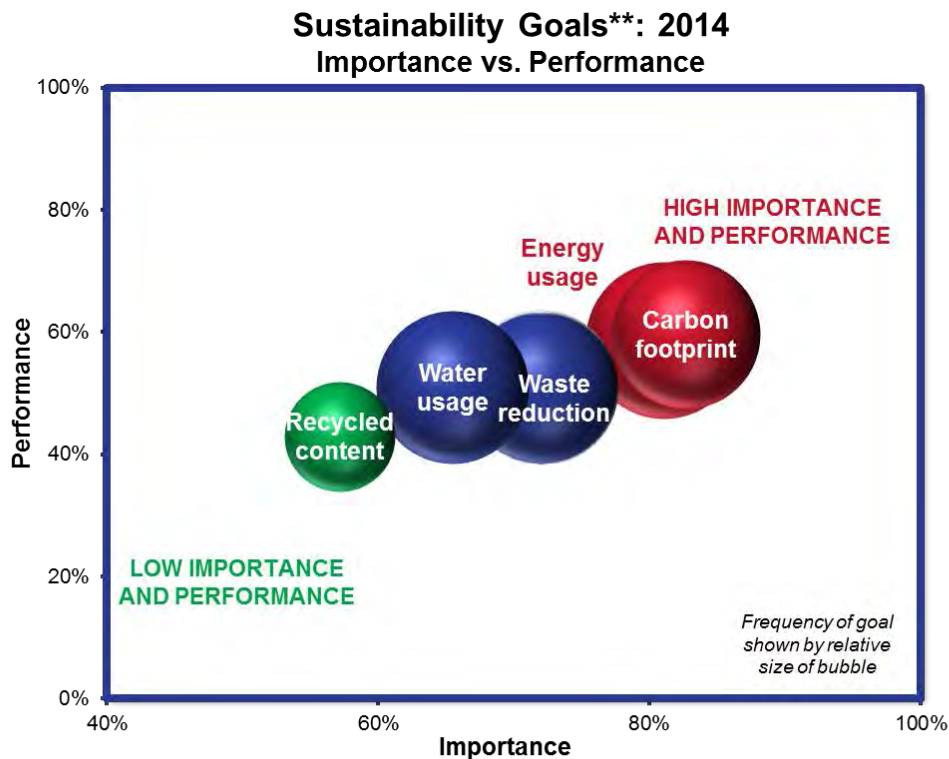 Sustainability Goals**: 2014
Importance vs. Performance
100%
80%
60%
40%
20%
0%
Performance
HIGH IMPORTANCE
AND PERFORMANCE
Energy
usage
Carbon
footprint
Water
usage
Waste
reduction
Recycled
content
LOW IMPORTANCE
AND PERFORMANCE
Frequency of goal
shown by relative
size of bubble
40%
60%
80%
100%
Importance